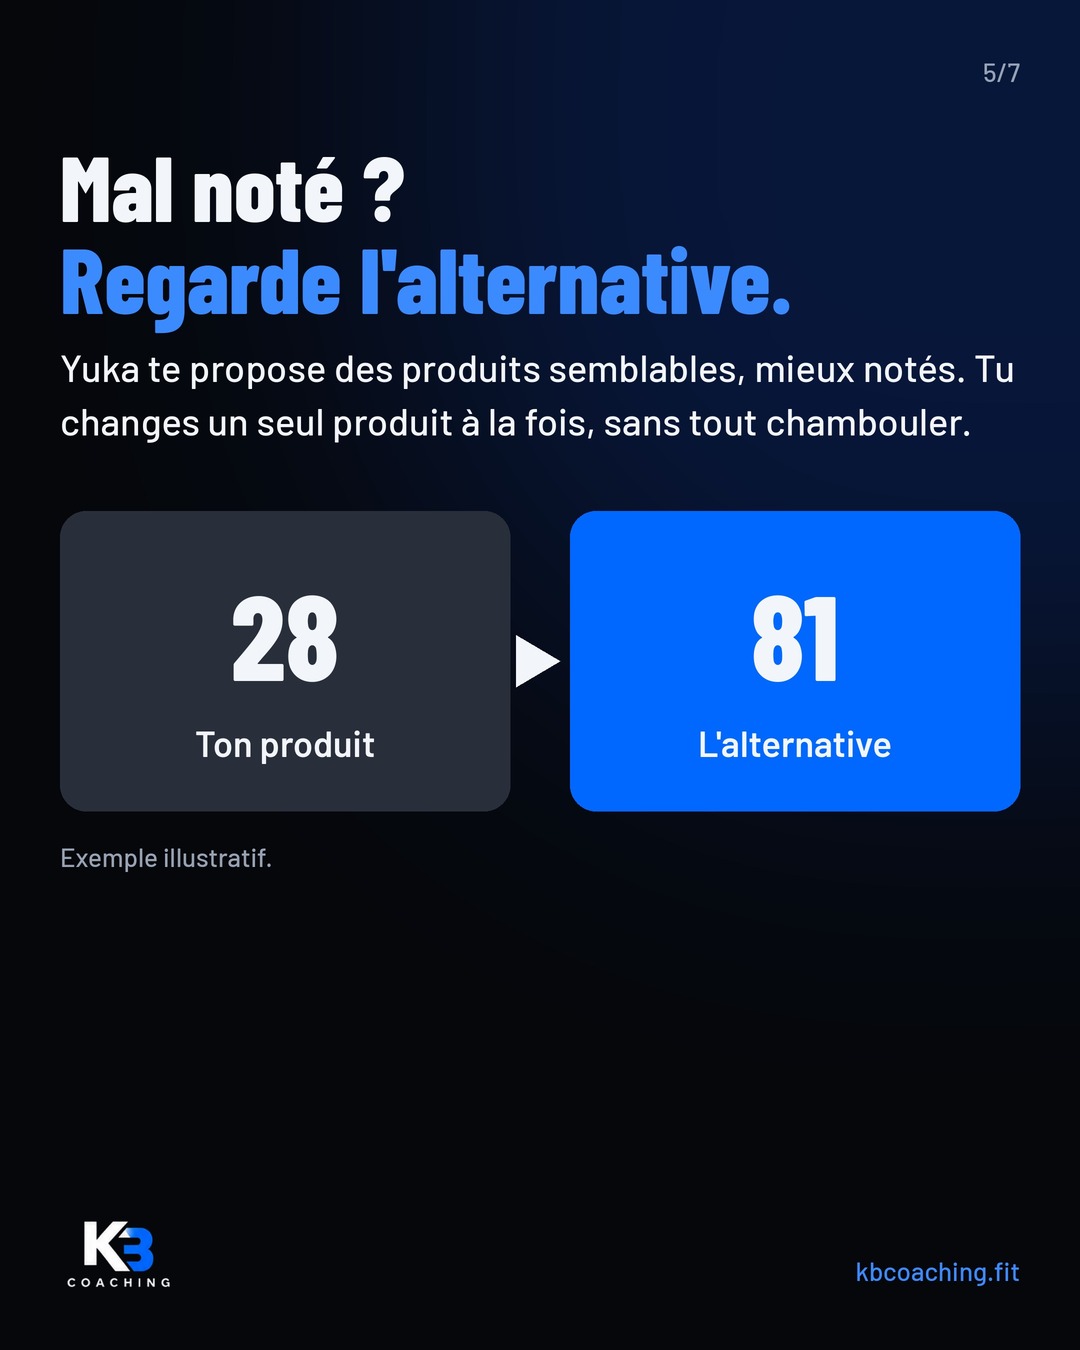 5/7
Mal noté ?
Regarde l'alternative.
Yuka te propose des produits semblables, mieux notés. Tu
changes un seul produit à la fois, sans tout chambouler.
28
Ton produit
81
L'alternative
Exemple illustratif.
KB
COACHING
kbcoaching.fit